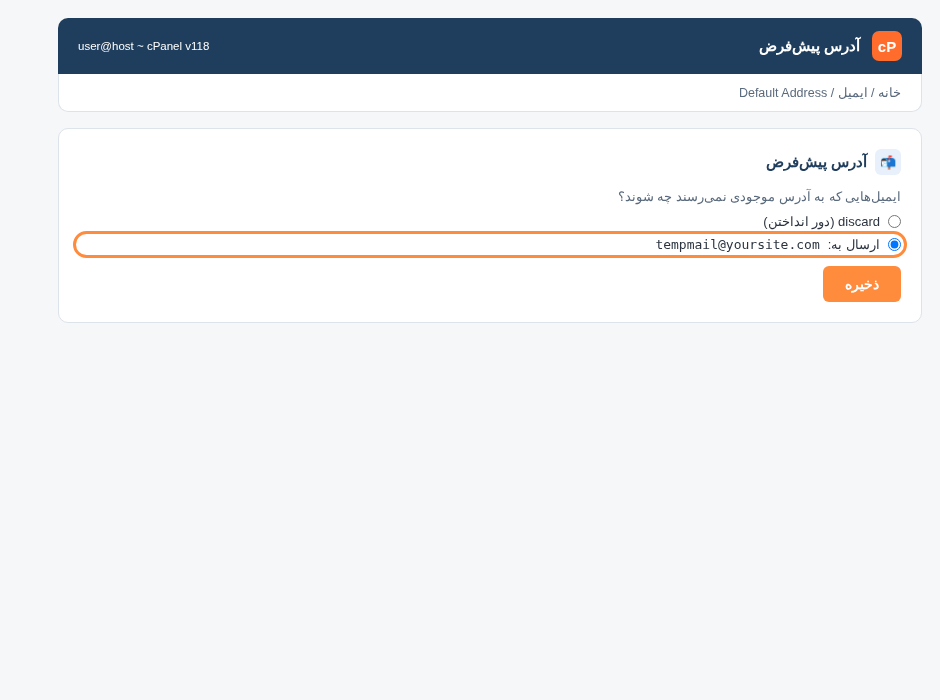 cP آدرس پیش‌فرض
user@host ~ cPanel v118
خانه / ایمیل / Default Address
آدرس پیش‌فرض
ایمیل‌هایی که به آدرس موجودی نمی‌رسند چه شوند؟
discard (دور انداختن)
ارسال به: tempmail@yoursite.com
ذخیره